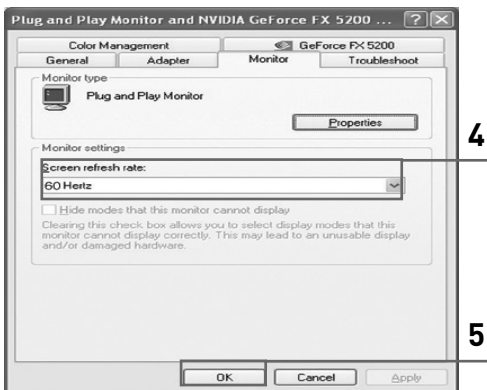 Plug and Play Monitor and NVIDIA GeForce FX 5200 ...
Color Management
GeForce FX 5200
General
Adapter
Monitor
Troubleshoot
Monitor type
Plug and Play Monitor
Properties
4
Monitor settings
Screen refresh rate:
60 Hertz
Hide modes that this monitor cannot display
Clearing this check box allows you to select display modes that this
monitor cannot display correctly. This may lead to an unusable display
and/or damaged hardware.
5
OK
Cancel
Apply